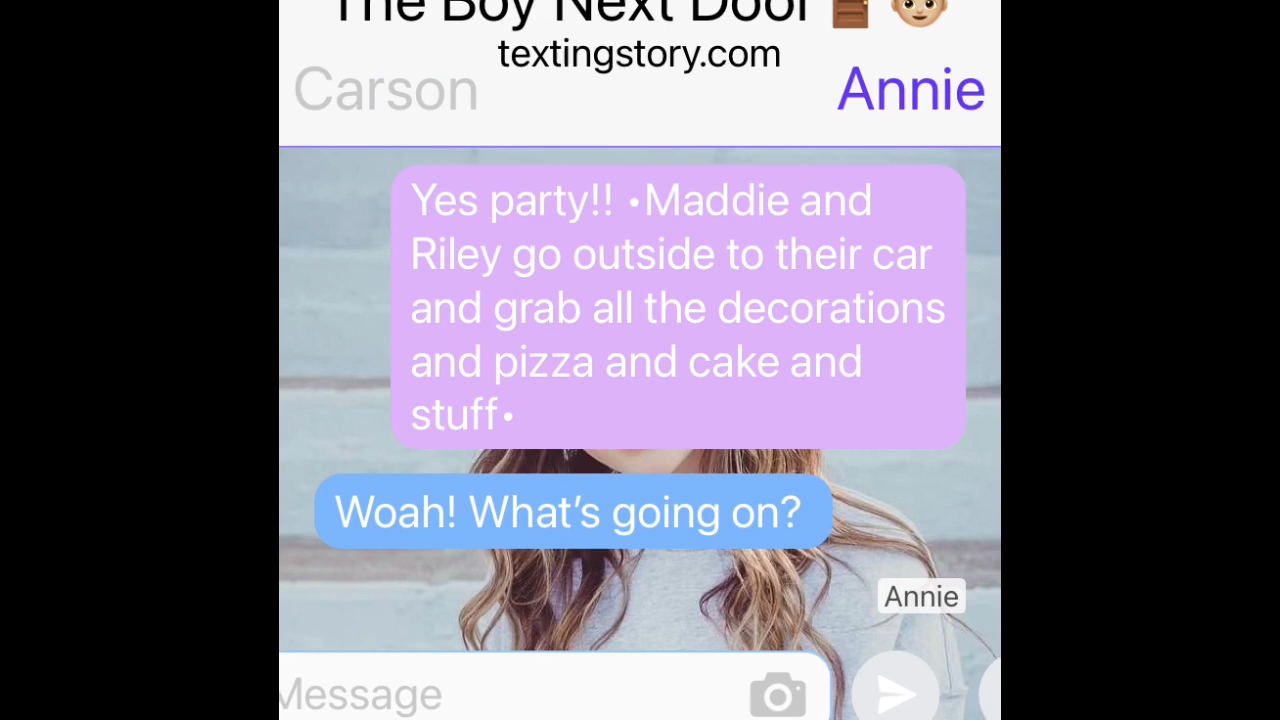 The Boy Next Door 🚪👦🏼
textingstory.com
Carson
Annie
Yes party!! •Maddie and
Riley go outside to their car
and grab all the decorations
and pizza and cake and
stuff•
Woah! What’s going on?
Annie
Message